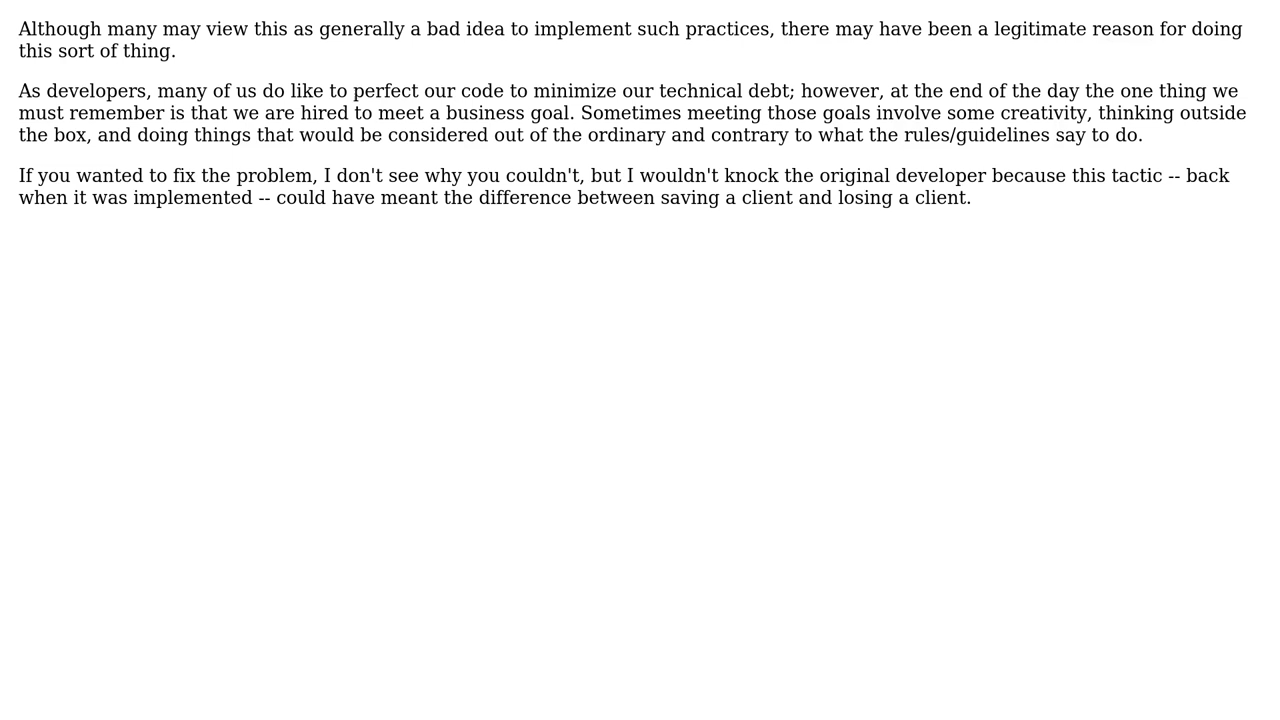 Although many may view this as generally a bad idea to implement such practices, there may have been a legitimate reason for doing
this sort of thing.
As developers, many of us do like to perfect our code to minimize our technical debt; however, at the end of the day the one thing we
must remember is that we are hired to meet a business goal. Sometimes meeting those goals involve some creativity, thinking outside
the box, and doing things that would be considered out of the ordinary and contrary to what the rules/guidelines say to do.
If you wanted to fix the problem, I don't see why you couldn't, but I wouldn't knock the original developer because this tactic -- back
when it was implemented -- could have meant the difference between saving a client and losing a client.